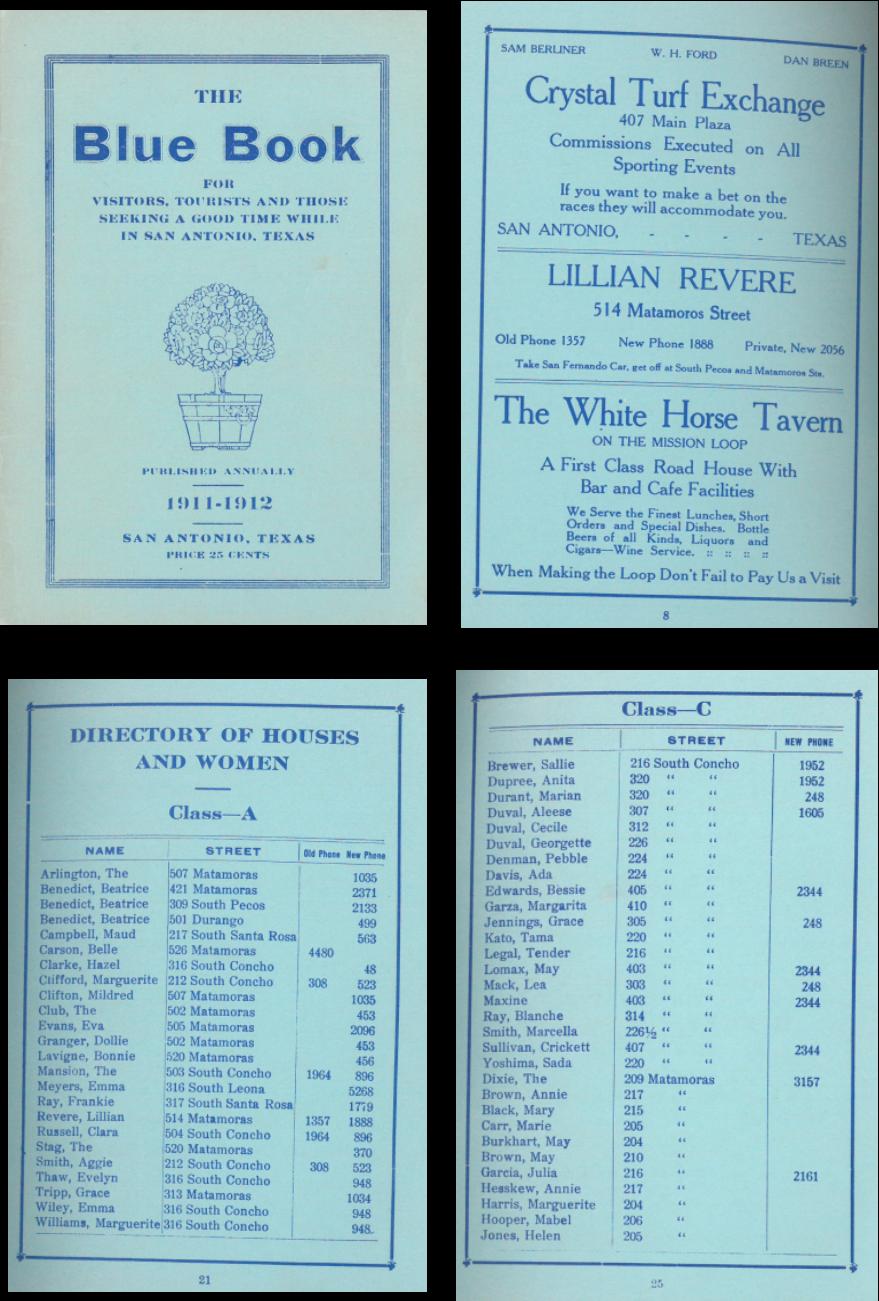 THE
Blue Book
FOR
VISITORS, TOURISTS AND THOSE
SEEKING A GOOD TIME WHILE
IN SAN ANTONIO, TEXAS
PUBLISHED ANNUALLY
1911-1912
SAN ANTONIO, TEXAS
PRICE 25 CENTS
SAM BERLINER W. H. FORD DAN BREEN
Crystal Turf Exchange
407 Main Plaza
Commissions Executed on All
Sporting Events
If you want to make a bet on the
races they will accommodate you.
SAN ANTONIO, - - - - TEXAS
LILLIAN REVERE
514 Matamoros Street
Old Phone 1357 New Phone 1888 Private, New 2056
Take San Fernando Car, get off at South Pecos and Matamoros Sts.
The White Horse Tavern
ON THE MISSION LOOP
A First Class Road House With
Bar and Cafe Facilities
We Serve the Finest Lunches, Short
Orders and Special Dishes. Bottle
Beers of all Kinds, Liquors and
Cigars—Wine Service. :: :: :: ::
When Making the Loop Don't Fail to Pay Us a Visit
8
DIRECTORY OF HOUSES
AND WOMEN
Class—A
NAME STREET Old Phone New Phone
Arlington, The 507 Matamoras 1035
Benedict, Beatrice 421 Matamoras 2371
Benedict, Beatrice 309 South Pecos 2133
Benedict, Beatrice 501 Durango 499
Campbell, Maud 217 South Santa Rosa 563
Carson, Belle 526 Matamoras 4480
Clarke, Hazel 316 South Concho 48
Clifford, Marguerite 212 South Concho 308 523
Clifton, Mildred 507 Matamoras 1035
Club, The 502 Matamoras 453
Evans, Eva 505 Matamoras 2096
Granger, Dollie 502 Matamoras 453
Lavigne, Bonnie 520 Matamoras 456
Mansion, The 503 South Concho 1964 896
Meyers, Emma 316 South Leona 5268
Ray, Frankie 317 South Santa Rosa 1779
Revere, Lillian 514 Matamoras 1357 1888
Russell, Clara 504 South Concho 1964 896
Stag, The 520 Matamoras 370
Smith, Aggie 212 South Concho 308 523
Thaw, Evelyn 316 South Concho 948
Tripp, Grace 313 Matamoras 1034
Wiley, Emma 316 South Concho 948
Williams, Marguerite 316 South Concho 948
21
Class—C
NAME STREET NEW PHONE
Brewer, Sallie 216 South Concho 1952
Dupree, Anita 320 “ “ 1952
Durant, Marian 320 “ “ 248
Duval, Aleese 307 “ “ 1605
Duval, Cecile 312 “ “
Duval, Georgette 226 “ “
Denman, Pebble 224 “ “
Davis, Ada 224 “ “
Edwards, Bessie 405 “ “ 2344
Garza, Margarita 410 “ “
Jennings, Grace 305 “ “ 248
Kato, Tama 220 “ “
Legal, Tender 216 “ “
Lomax, May 403 “ “ 2344
Mack, Lea 303 “ “ 248
Maxine 403 “ “ 2344
Ray, Blanche 314 “ “
Smith, Marcella 226½ “ “
Sullivan, Crickett 407 “ “ 2344
Yoshima, Sada 220 “ “
Dixie, The 209 Matamoras 3157
Brown, Annie 217 “
Black, Mary 215 “
Carr, Marie 205 “
Burkhart, May 204 “
Brown, May 210 “
Garcia, Julia 216 “ 2161
Hesskew, Annie 217 “
Harris, Marguerite 204 “
Hooper, Mabel 206 “
Jones, Helen 205 “
25